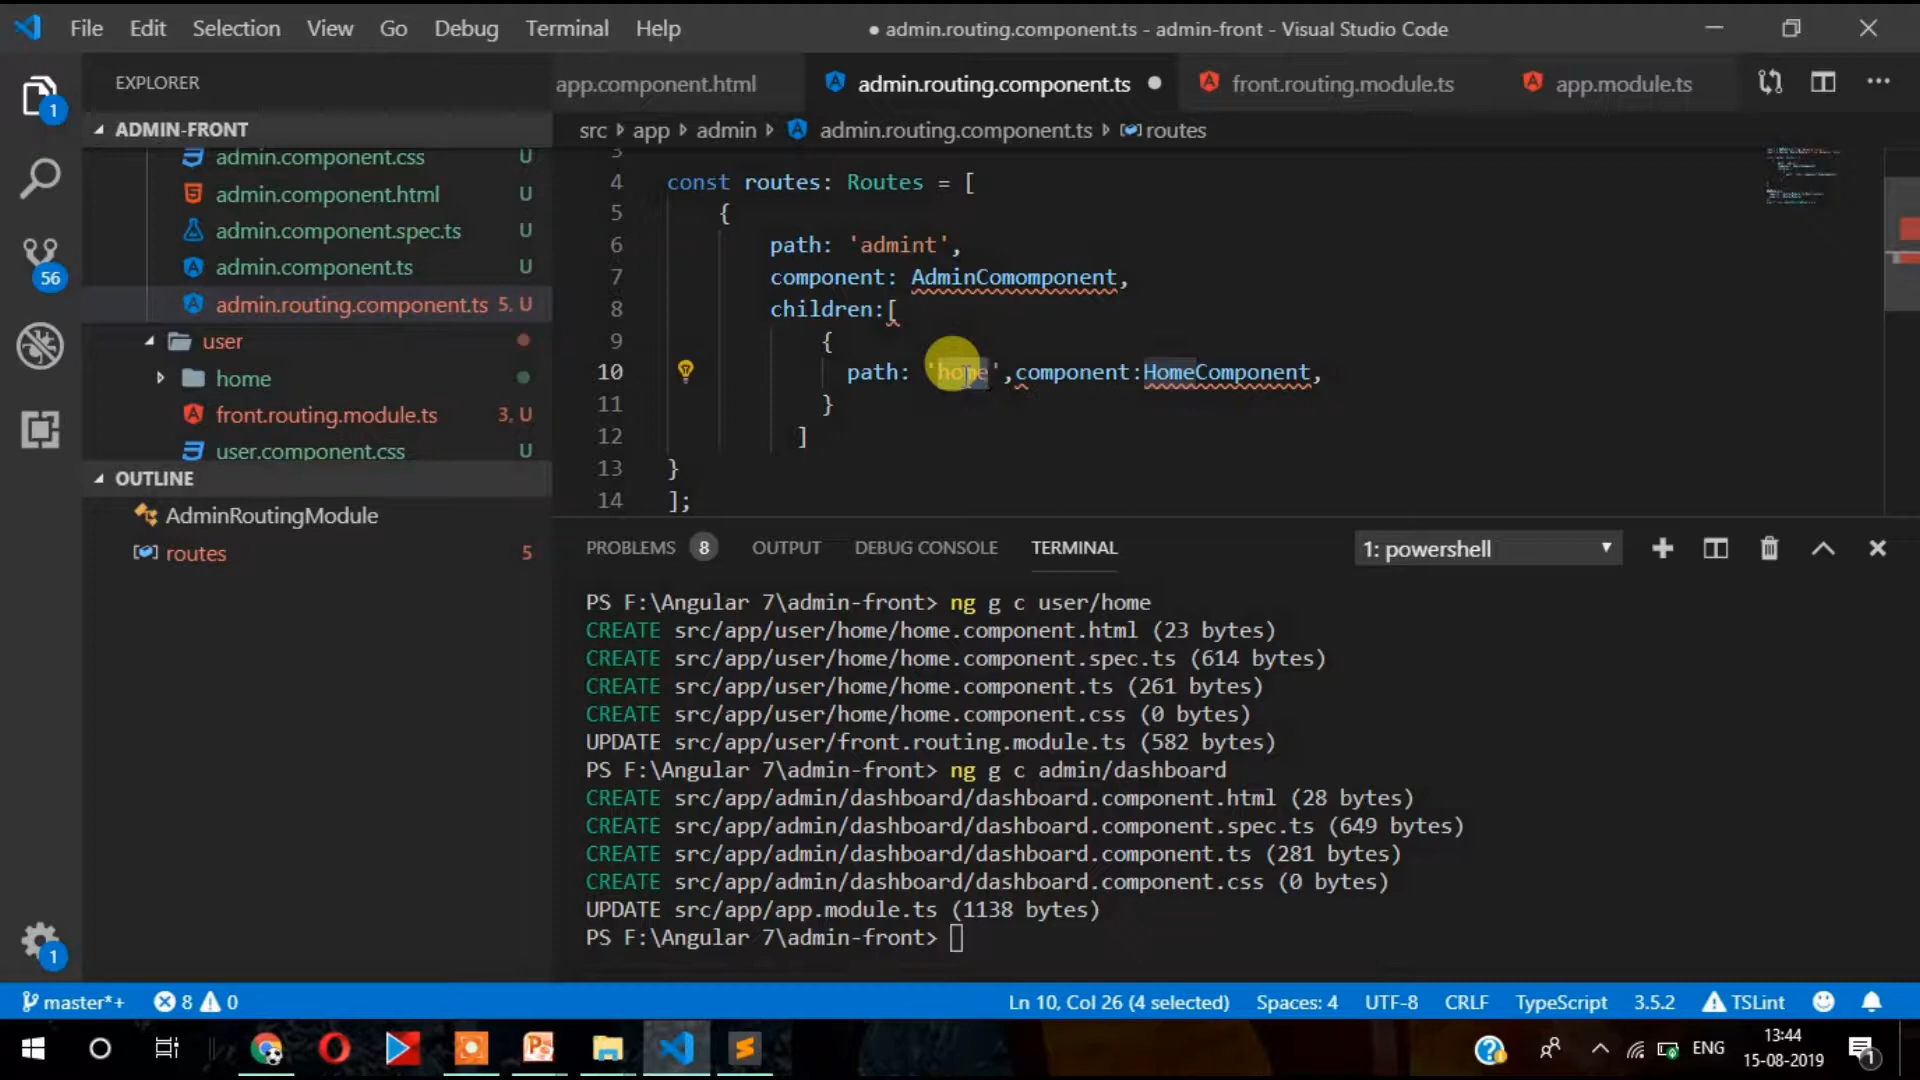 File Edit Selection View Go Debug Terminal Help
● admin.routing.component.ts - admin-front - Visual Studio Code
EXPLORER
app.component.html
admin.routing.component.ts
front.routing.module.ts
app.module.ts
ADMIN-FRONT
src app admin admin.routing.component.ts routes
admin.component.css U
admin.component.html U
admin.component.spec.ts U
admin.component.ts U
admin.routing.component.ts 5, U
user
home
front.routing.module.ts 3, U
user.component.css U
OUTLINE
AdminRoutingModule
routes 5
1
56
1
3
4 const routes: Routes = [
5 {
6 path: 'admint',
7 component: AdminComomponent,
8 children:[
9 {
10 path: 'home',component:HomeComponent,
11 }
12 ]
13 }
14 ];
PROBLEMS 8 OUTPUT DEBUG CONSOLE TERMINAL 1: powershell
PS F:\Angular 7\admin-front> ng g c user/home
CREATE src/app/user/home/home.component.html (23 bytes)
CREATE src/app/user/home/home.component.spec.ts (614 bytes)
CREATE src/app/user/home/home.component.ts (261 bytes)
CREATE src/app/user/home/home.component.css (0 bytes)
UPDATE src/app/user/front.routing.module.ts (582 bytes)
PS F:\Angular 7\admin-front> ng g c admin/dashboard
CREATE src/app/admin/dashboard/dashboard.component.html (28 bytes)
CREATE src/app/admin/dashboard/dashboard.component.spec.ts (649 bytes)
CREATE src/app/admin/dashboard/dashboard.component.ts (281 bytes)
CREATE src/app/admin/dashboard/dashboard.component.css (0 bytes)
UPDATE src/app/app.module.ts (1138 bytes)
PS F:\Angular 7\admin-front>
master*+ 8 0 Ln 10, Col 26 (4 selected) Spaces: 4 UTF-8 CRLF TypeScript 3.5.2 TSLint
ENG
13:44
15-08-2019
1